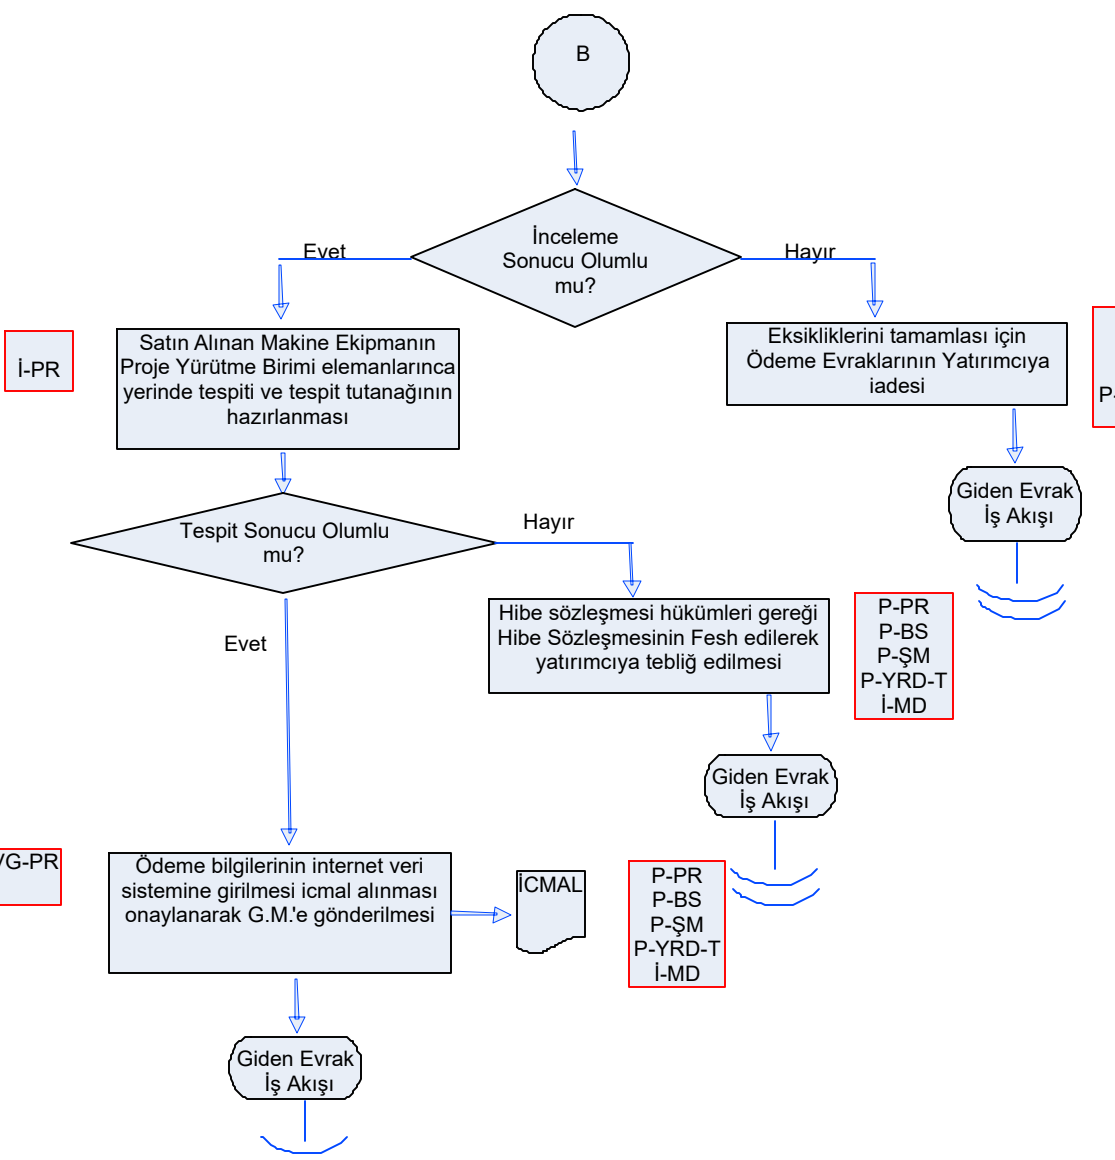 B
İnceleme
Sonucu Olumlu
mu?
Evet
Hayır
İ-PR
Satın Alınan Makine Ekipmanın
Proje Yürütme Birimi elemanlarınca
yerinde tespiti ve tespit tutanağının
hazırlanması
Eksikliklerini tamamlası için
Ödeme Evraklarının Yatırımcıya
iadesi
P-
Giden Evrak
İş Akışı
Tespit Sonucu Olumlu
mu?
Hayır
Evet
Hibe sözleşmesi hükümleri gereği
Hibe Sözleşmesinin Fesh edilerek
yatırımcıya tebliğ edilmesi
P-PR
P-BS
P-ŞM
P-YRD-T
İ-MD
Giden Evrak
İş Akışı
VG-PR
Ödeme bilgilerinin internet veri
sistemine girilmesi icmal alınması
onaylanarak G.M.'e gönderilmesi
İCMAL
P-PR
P-BS
P-ŞM
P-YRD-T
İ-MD
Giden Evrak
İş Akışı